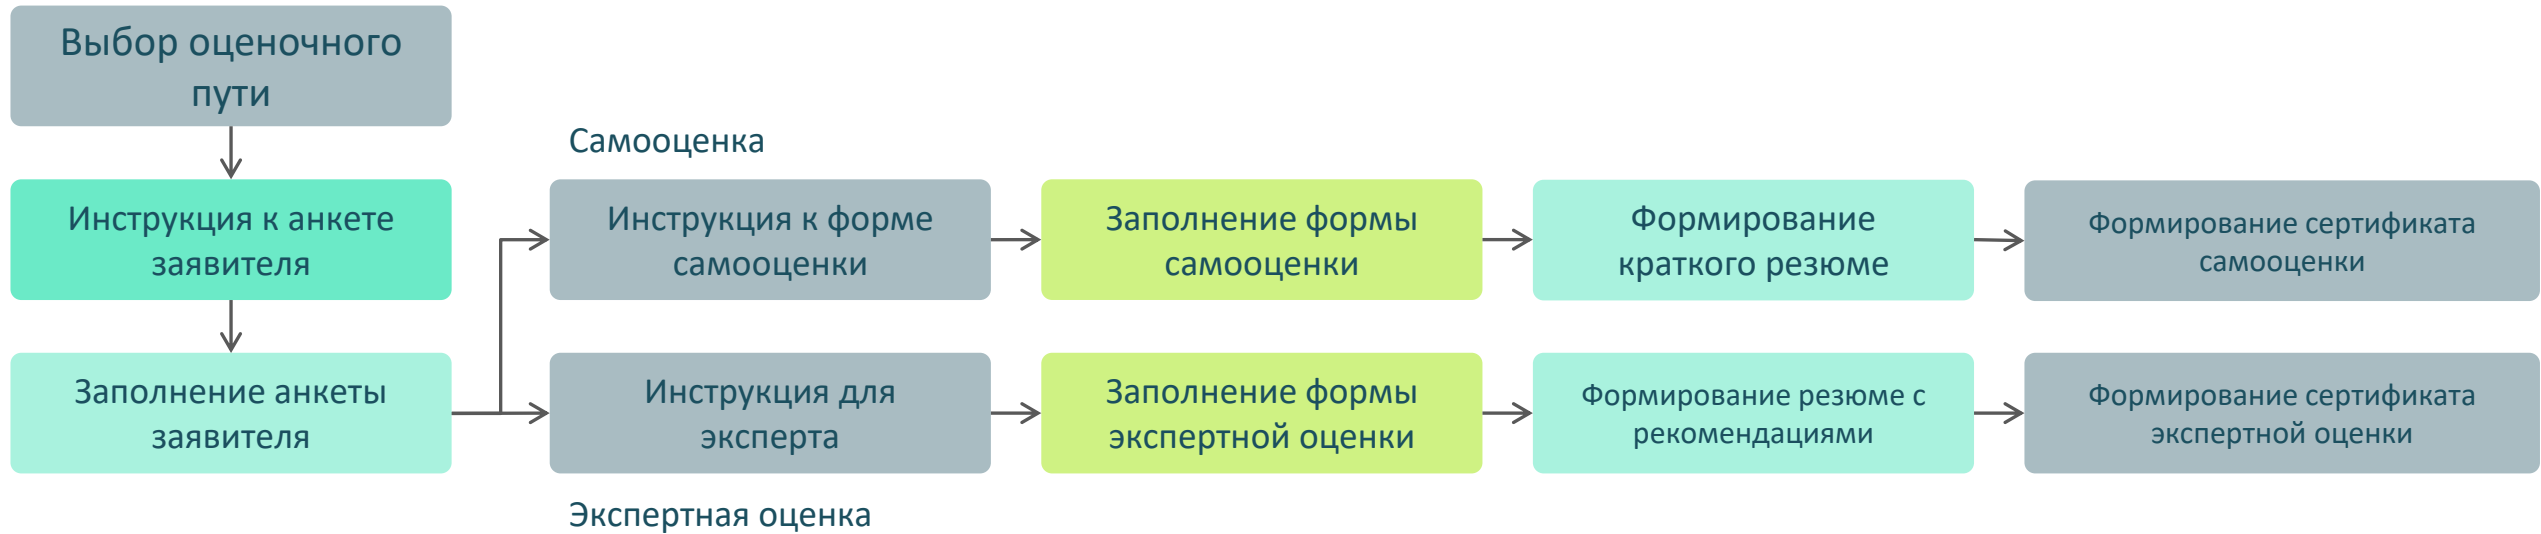 Выбор оценочного
пути
Инструкция к анкете
заявителя
Заполнение анкеты
заявителя
Самооценка
Инструкция к форме
самооценки
Заполнение формы
самооценки
Формирование
краткого резюме
Формирование сертификата
самооценки
Инструкция для
эксперта
Заполнение формы
экспертной оценки
Формирование резюме с
рекомендациями
Формирование сертификата
экспертной оценки
Экспертная оценка